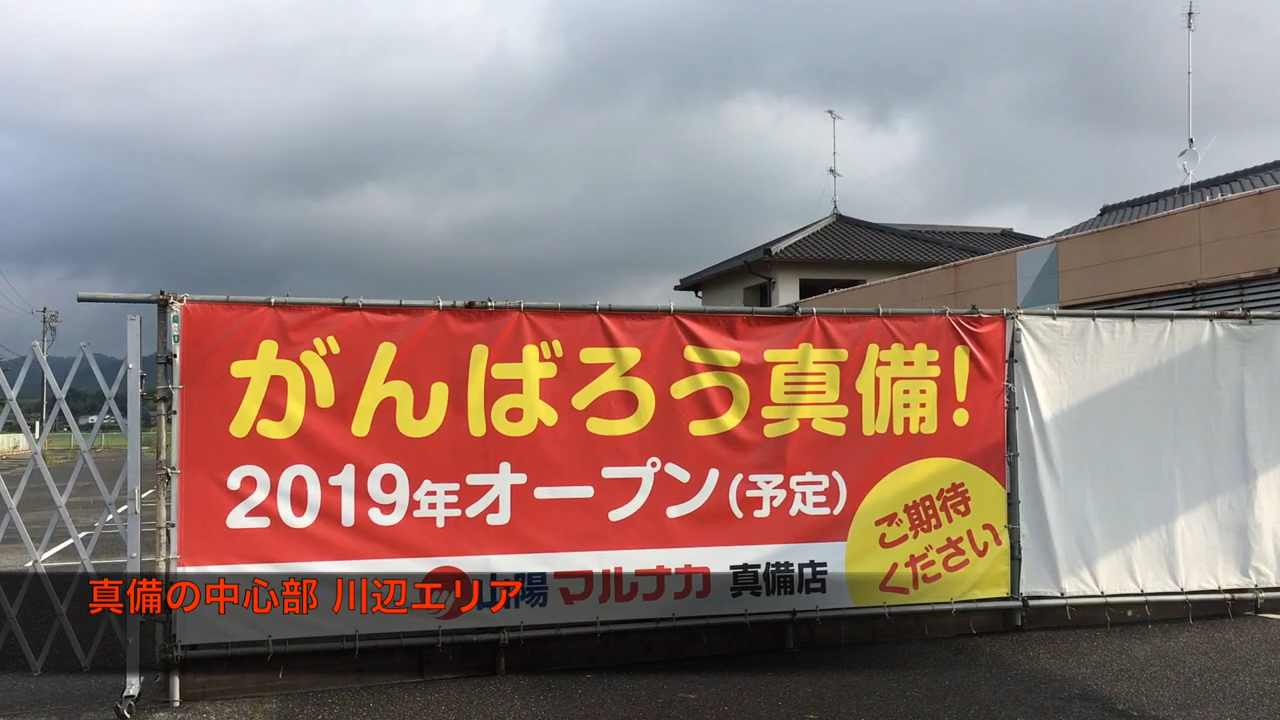 がんばろう真備!
2019年オープン(予定)
ご期待
ください
山陽 マルナカ 真備店
真備の中心部 川辺エリア